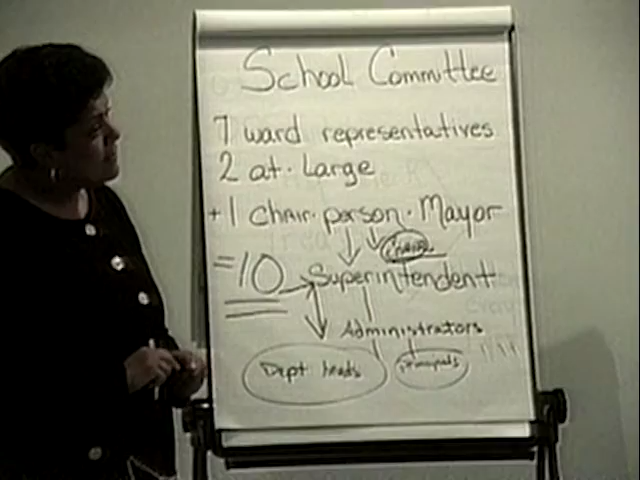 School Committee
7 ward representatives
2 at. Large
+1 Chair.person.Mayor
=10 Superintendent
Administrators
Dept heads principals